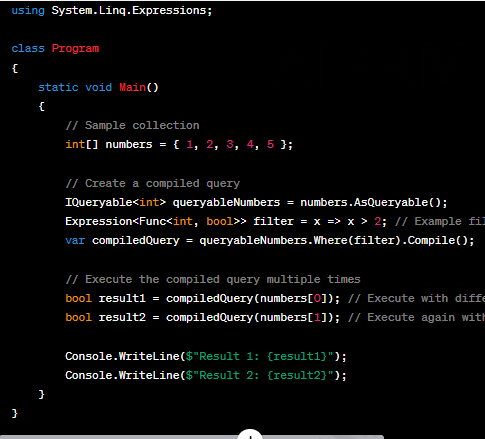 using System.Linq.Expressions;
class Program
{
    static void Main()
    {
        // Sample collection
        int[] numbers = { 1, 2, 3, 4, 5 };
        // Create a compiled query
        IQueryable<int> queryableNumbers = numbers.AsQueryable();
        Expression<Func<int, bool>> filter = x => x > 2; // Example fil
        var compiledQuery = queryableNumbers.Where(filter).Compile();
        // Execute the compiled query multiple times
        bool result1 = compiledQuery(numbers[0]); // Execute with diffe
        bool result2 = compiledQuery(numbers[1]); // Execute again with
        Console.WriteLine($"Result 1: {result1}");
        Console.WriteLine($"Result 2: {result2}");
    }
}